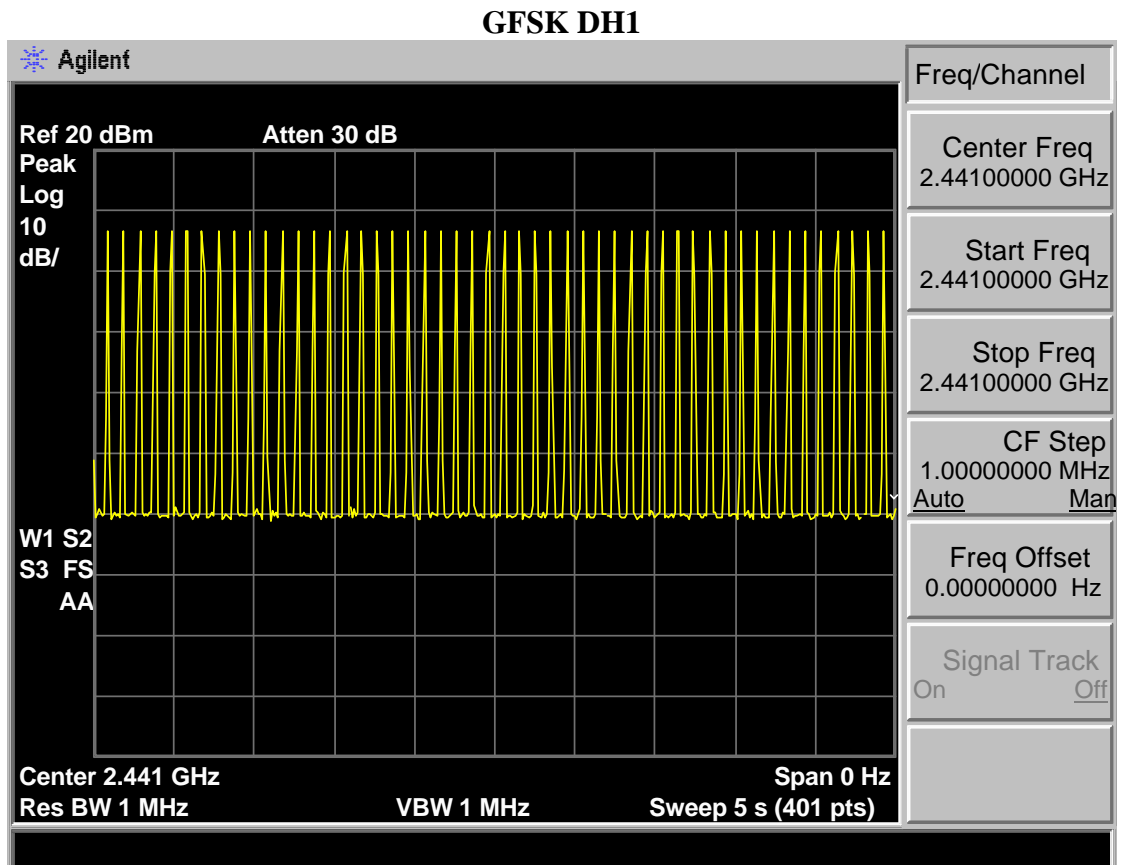 GFSK DH1
Agilent
Freq/Channel
Ref 20 dBm Atten 30 dB
Peak
Log
10
dB/
W1 S2
S3 FS
AA
Center 2.441 GHz Span 0 Hz
Res BW 1 MHz VBW 1 MHz Sweep 5 s (401 pts)
Center Freq
2.44100000 GHz
Start Freq
2.44100000 GHz
Stop Freq
2.44100000 GHz
CF Step
1.00000000 MHz
Auto Man
Freq Offset
0.00000000 Hz
Signal Track
On Off